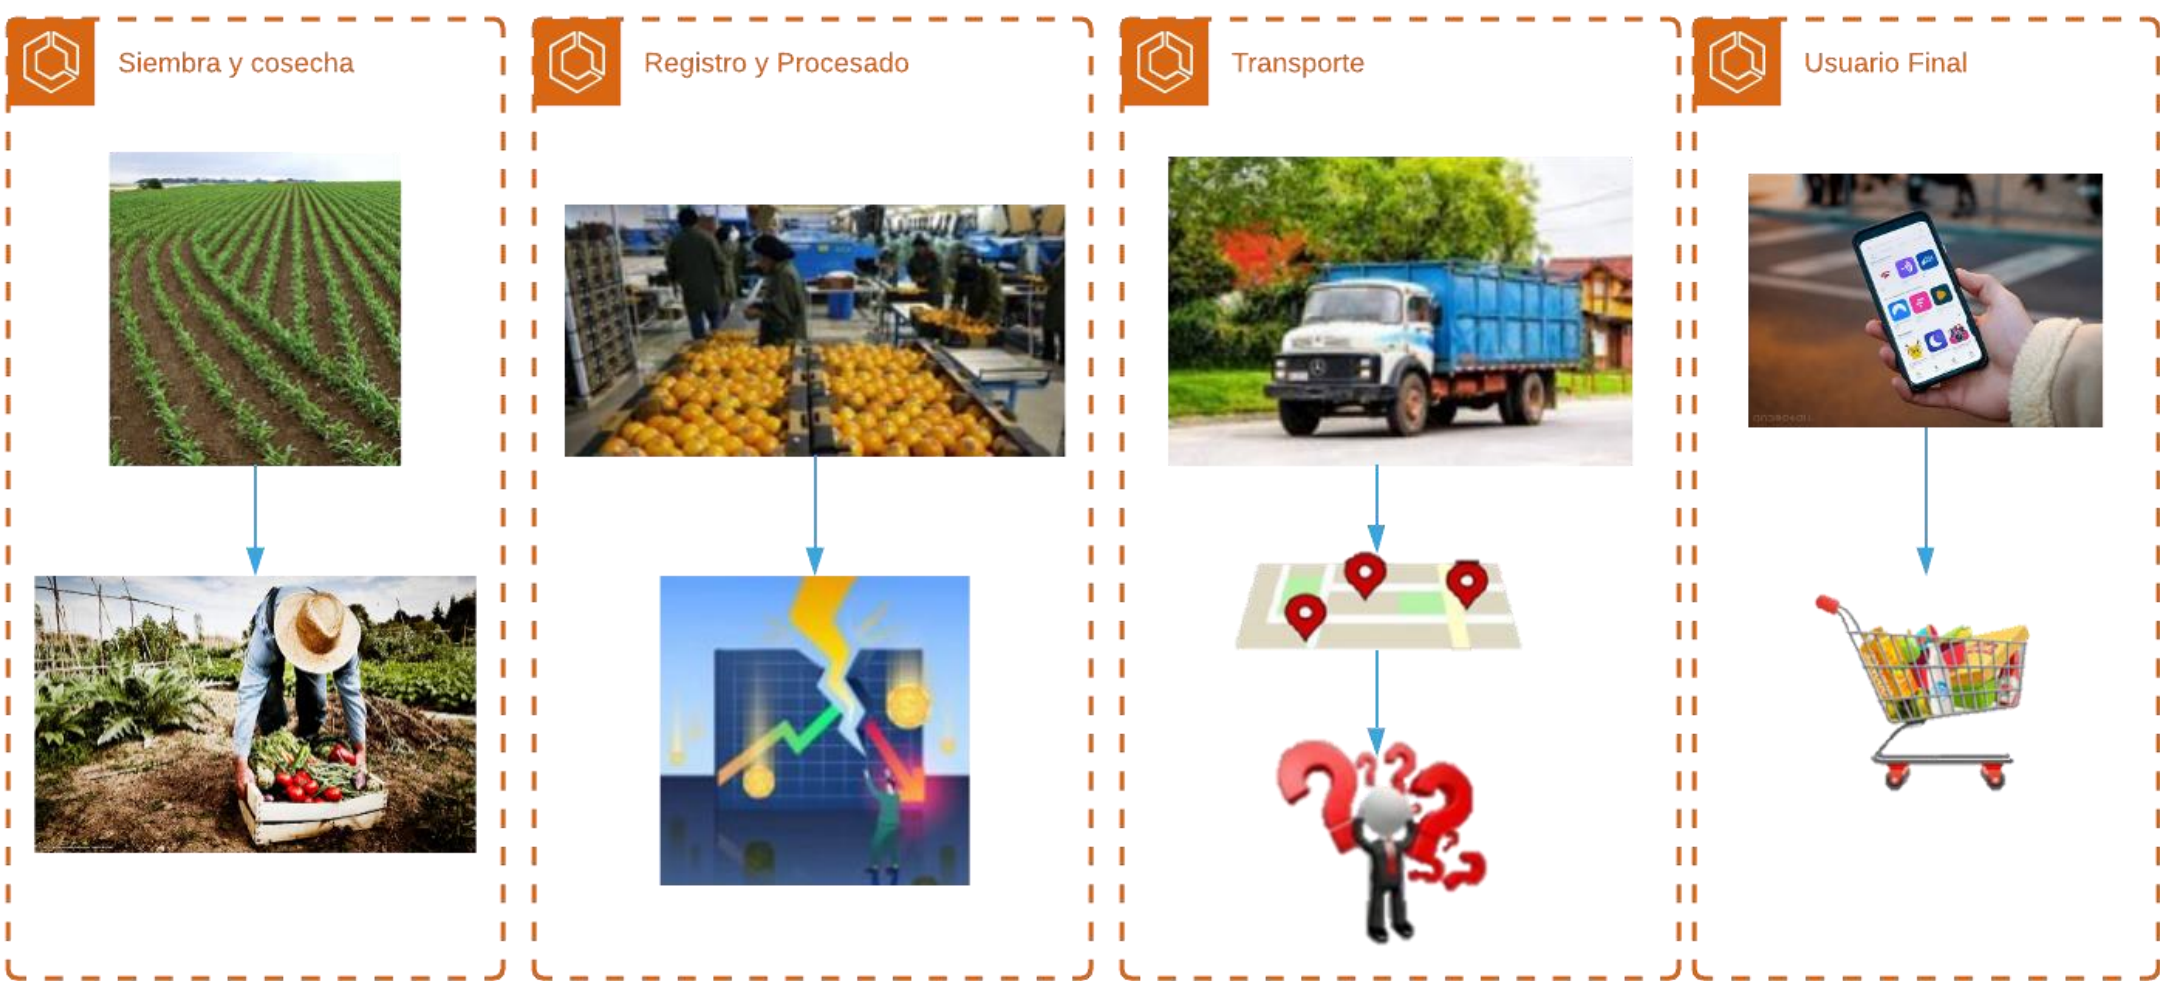 Siembra y cosecha
Registro y Procesado
Transporte
Usuario Final